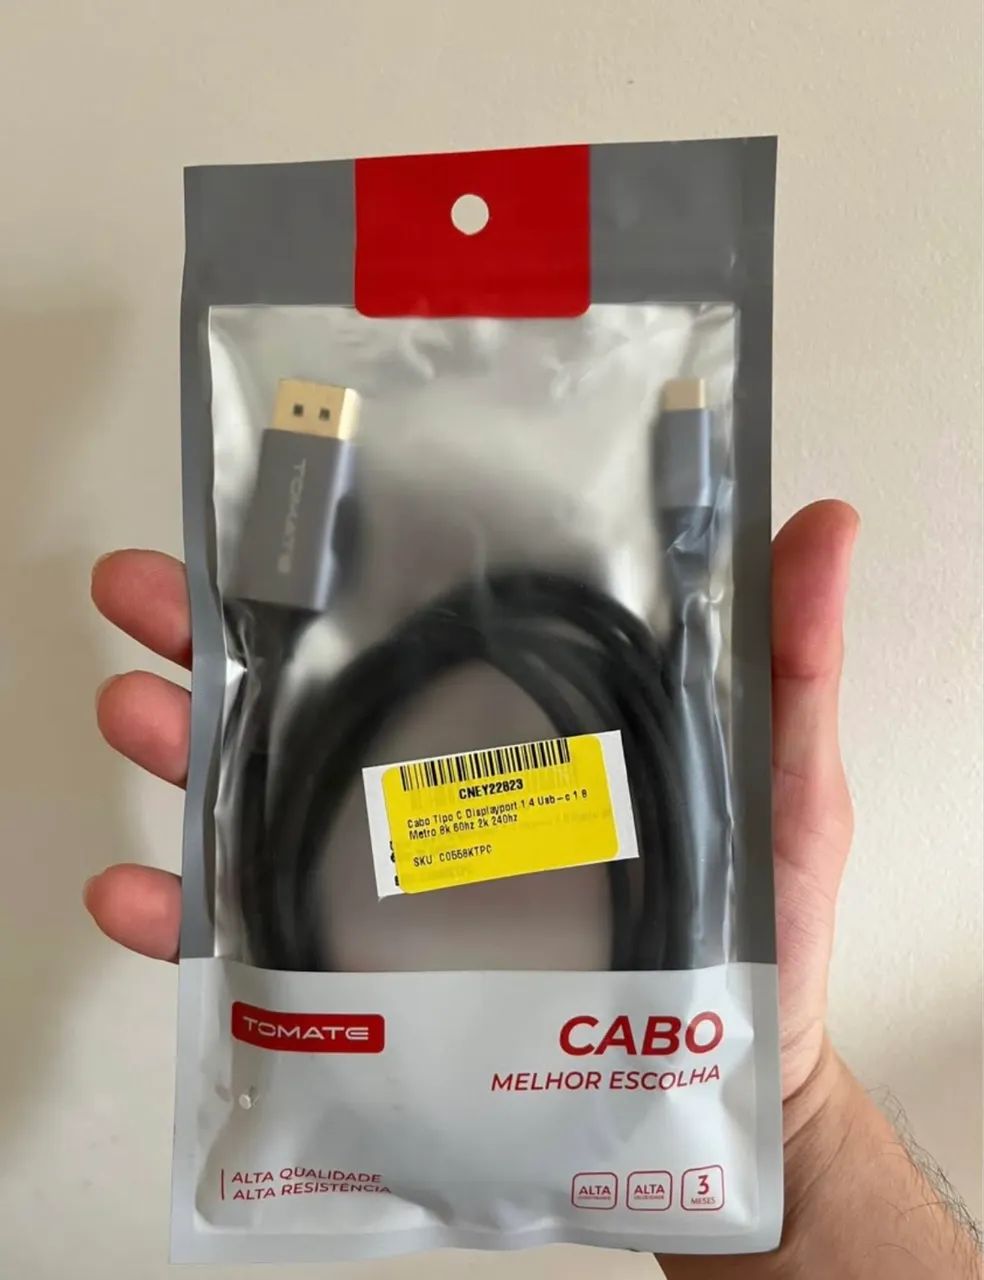 TOMATE
CNEY22823
Cabo Tipo C Displayport 1.4 Usb-c 1.8
Metro 8k 60hz 2k 240hz
SKU: C0558KTPC
TOMATE
CABO
MELHOR ESCOLHA
ALTA QUALIDADE
ALTA RESISTÊNCIA
ALTA
ALTA
VELOCIDADE
3
MESES